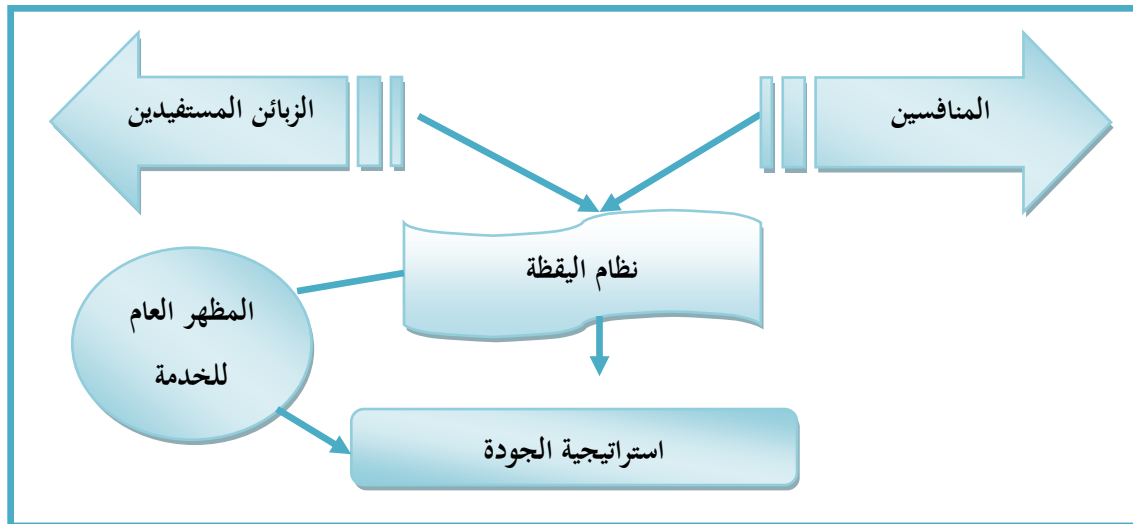 المنافسين
الزبائن المستفيدين
نظام اليقظة
المظهر العام
للخدمة
استراتيجية الجودة